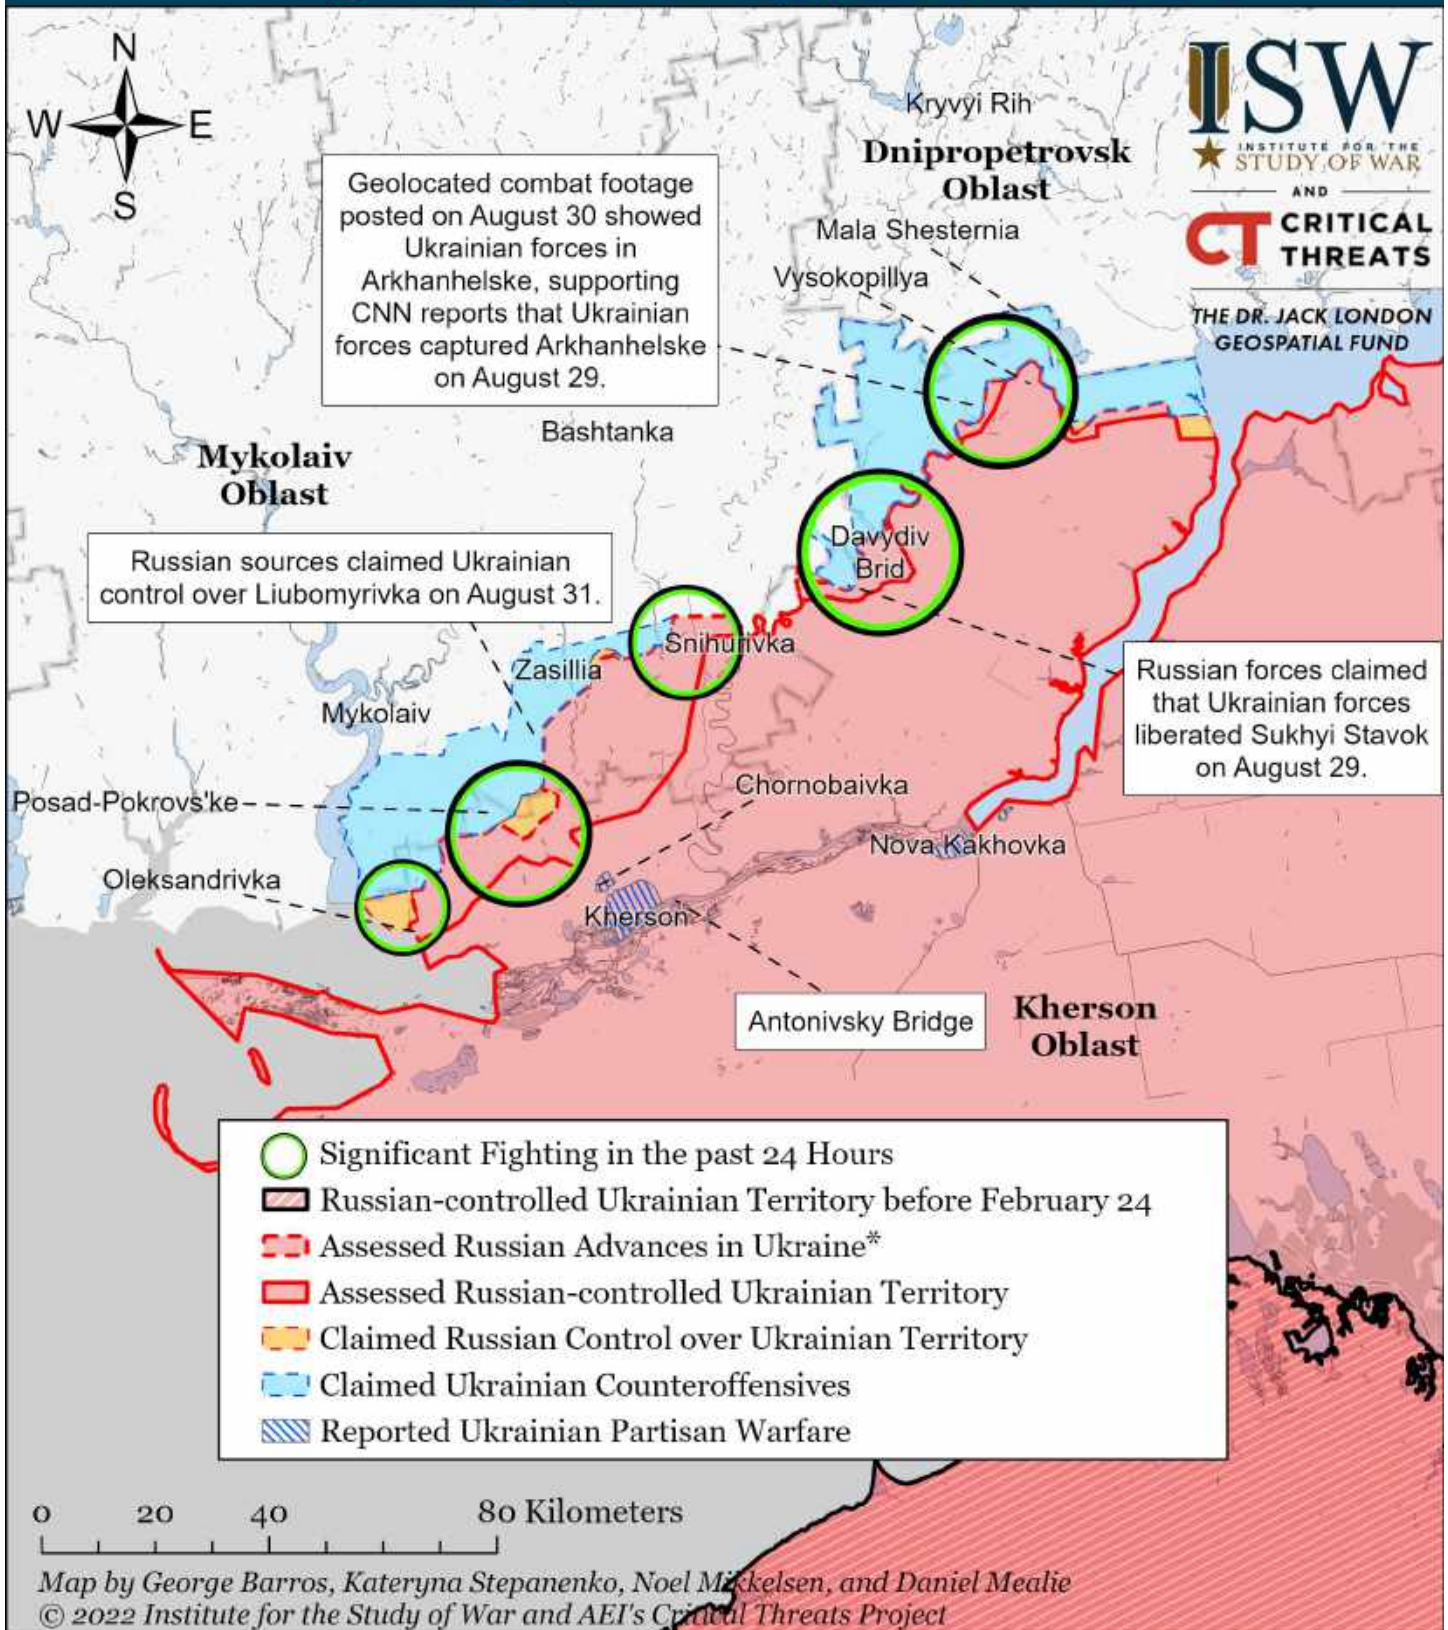 N
W
E
S
ISW
INSTITUTE FOR THE
STUDY OF WAR
AND
CT CRITICAL
THREATS
THE DR. JACK LONDON
GEOSPATIAL FUND
Kryvyi Rih
Dnipropetrovsk
Oblast
Mala Shesternia
Vysokopillya
Geolocated combat footage
posted on August 30 showed
Ukrainian forces in
Arkhanhelske, supporting
CNN reports that Ukrainian
forces captured Arkhanhelske
on August 29.
Bashtanka
Mykolaiv
Oblast
Russian sources claimed Ukrainian
control over Liubomyrivka on August 31.
Davydiv
Brid
Snihurivka
Zasillia
Mykolaiv
Russian forces claimed
that Ukrainian forces
liberated Sukhyi Stavok
on August 29.
Posad-Pokrovs'ke
Chornobaivka
Nova Kakhovka
Oleksandrivka
Kherson
Antonivsky Bridge
Kherson
Oblast
Significant Fighting in the past 24 Hours
Russian-controlled Ukrainian Territory before February 24
Assessed Russian Advances in Ukraine*
Assessed Russian-controlled Ukrainian Territory
Claimed Russian Control over Ukrainian Territory
Claimed Ukrainian Counteroffensives
Reported Ukrainian Partisan Warfare
0 20 40 80 Kilometers
Map by George Barros, Kateryna Stepanenko, Noel Mikkelsen, and Daniel Mealie
© 2022 Institute for the Study of War and AEI's Critical Threats Project